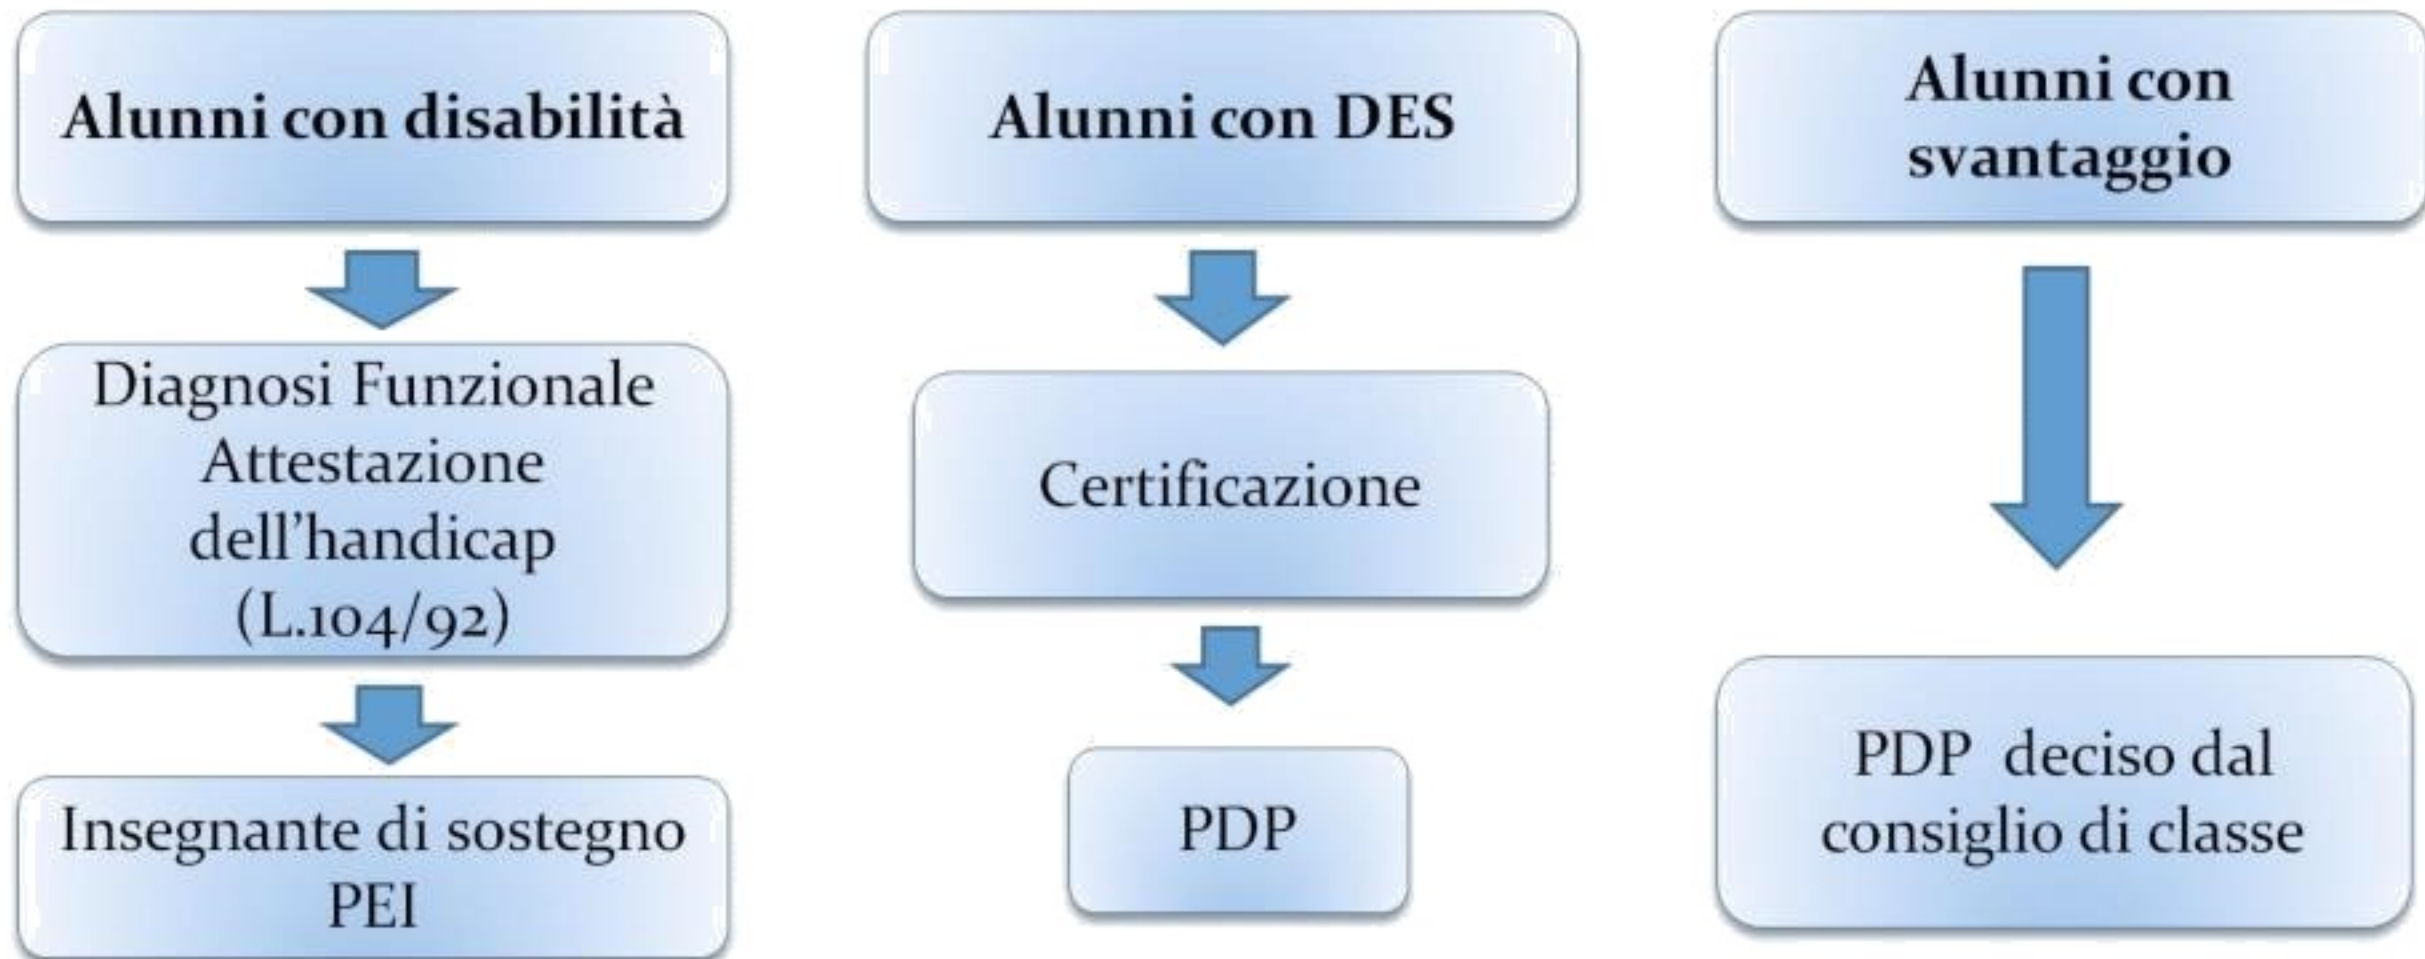 Alunni con disabilità
Diagnosi Funzionale
Attestazione
dell'handicap
(L.104/92)
Insegnante di sostegno
PEI
Alunni con DES
Certificazione
PDP
Alunni con
svantaggio
PDP deciso dal
consiglio di classe